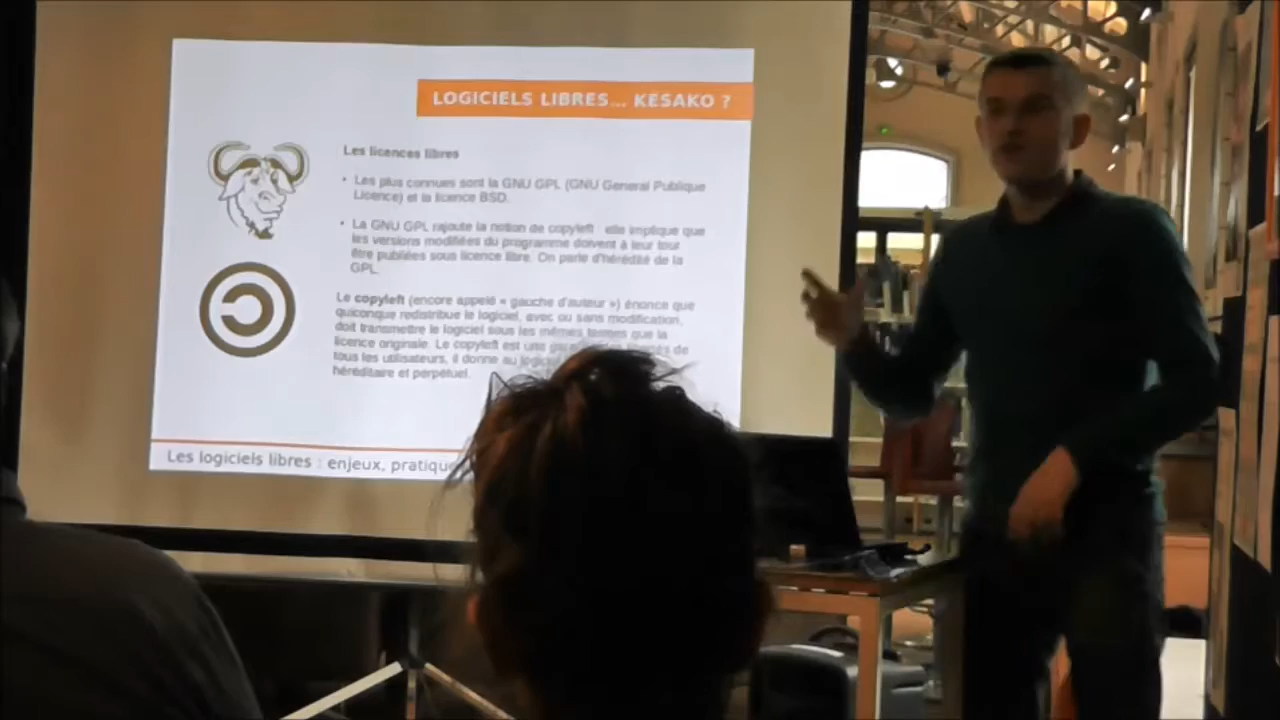 LOGICIELS LIBRES... KÉSAKO ?
Les licences libres
• Les plus connues sont la GNU GPL (GNU General Publique
Licence) et la licence BSD.
• La GNU GPL rajoute la notion de copyleft : elle implique que
les versions modifiées du programme doivent à leur tour
être publiées sous licence libre. On parle d'hérédité de la
GPL.
Le copyleft (encore appelé « gauche d'auteur ») énonce que
quiconque redistribue le logiciel, avec ou sans modification,
doit transmettre le logiciel sous les mêmes termes que la
licence originale. Le copyleft est une de
tous les utilisateurs, il donne au
héréditaire et perpétuel.
Les logiciels libres : enjeux,